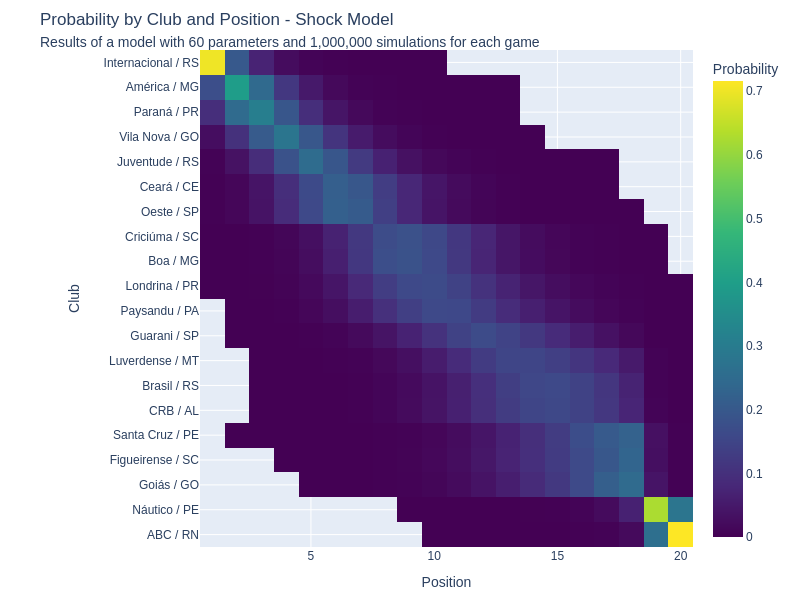 Probability by Club and Position - Shock Model
Results of a model with 60 parameters and 1,000,000 simulations for each game
Probability
0.7
0.6
0.5
0.4
0.3
0.2
0.1
0
Club
Internacional / RS
América / MG
Paraná / PR
Vila Nova / GO
Juventude / RS
Ceará / CE
Oeste / SP
Criciúma / SC
Boa / MG
Londrina / PR
Paysandu / PA
Guarani / SP
Luverdense / MT
Brasil / RS
CRB / AL
Santa Cruz / PE
Figueirense / SC
Goiás / GO
Náutico / PE
ABC / RN
5 10 15 20
Position